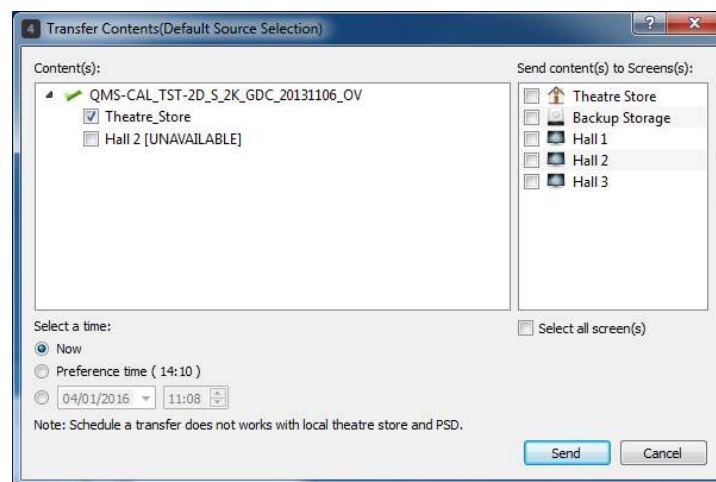 4 Transfer Contents(Default Source Selection)
?
Content(s):
QMS-CAL_TST-2D_S_2K_GDC_20131106_OV
Theatre_Store
Hall 2 [UNAVAILABLE]
Send content(s) to Screens(s):
Theatre Store
Backup Storage
Hall 1
Hall 2
Hall 3
Select all screen(s)
Select a time:
Now
Preference time ( 14:10 )
04/01/2016 11:08
Note: Schedule a transfer does not works with local theatre store and PSD.
Send Cancel